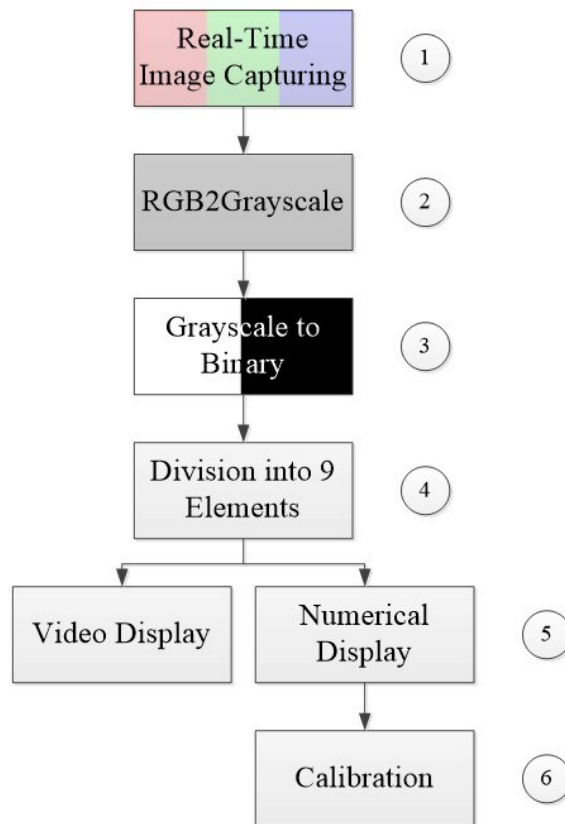 Real-Time
Image Capturing
1
RGB2Grayscale
2
Grayscale to
Binary
3
Division into 9
Elements
4
Video Display
Numerical
Display
5
Calibration
6